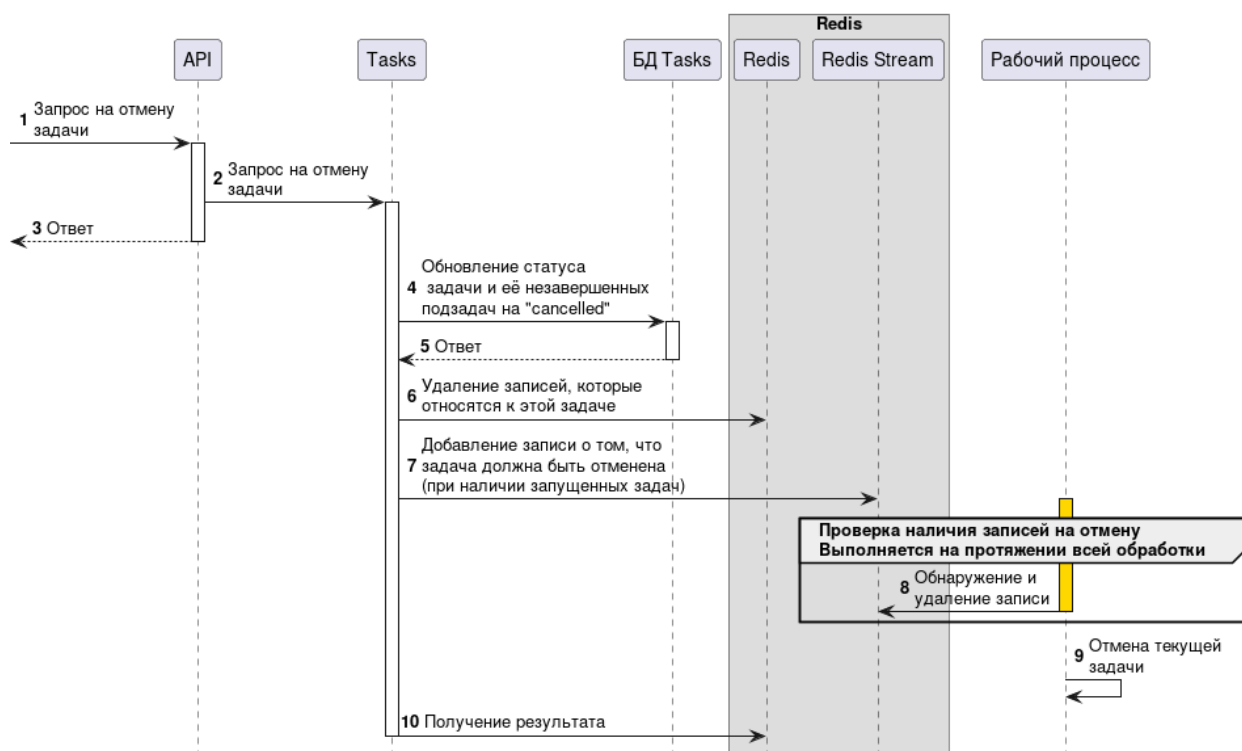 Redis
API
Tasks
БД Tasks
Redis
Redis Stream
Рабочий процесс
1 Запрос на отмену
задачи
2 Запрос на отмену
задачи
3 Ответ
Обновление статуса
4 задачи и её незавершенных
подзадач на "cancelled"
5 Ответ
6 Удаление записей, которые
относятся к этой задаче
Добавление записи о том, что
7 задача должна быть отменена
(при наличии запущенных задач)
Проверка наличия записей на отмену
Выполняется на протяжении всей обработки
8 Обнаружение и
удаление записи
9 Отмена текущей
задачи
10 Получение результата